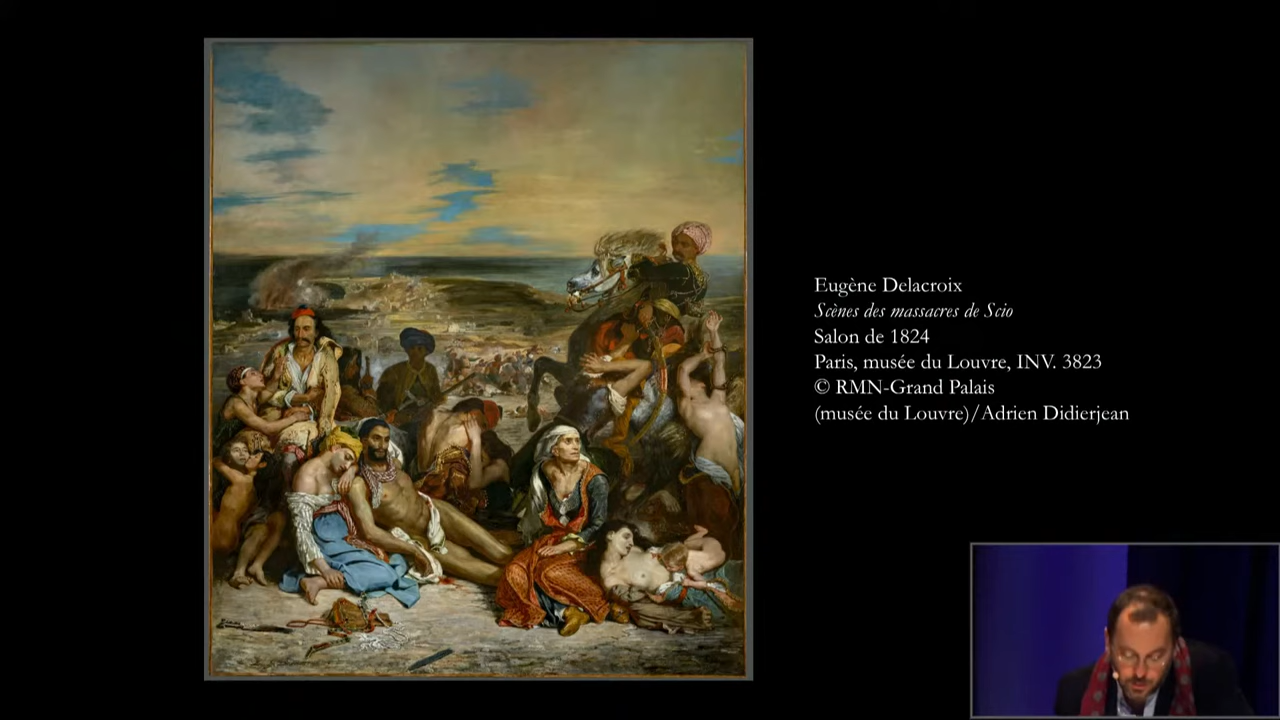 Eugène Delacroix
Scènes des massacres de Scio
Salon de 1824
Paris, musée du Louvre, INV. 3823
© RMN-Grand Palais
(musée du Louvre)/Adrien Didierjean